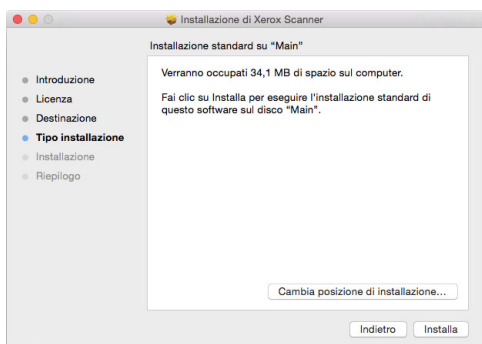 Installazione di Xerox Scanner
Installazione standard su “Main”
Introduzione
Licenza
Destinazione
Tipo installazione
Installazione
Riepilogo
Verranno occupati 34,1 MB di spazio sul computer.
Fai clic su Installa per eseguire l'installazione standard di
questo software sul disco “Main”.
Cambia posizione di installazione...
Indietro
Installa